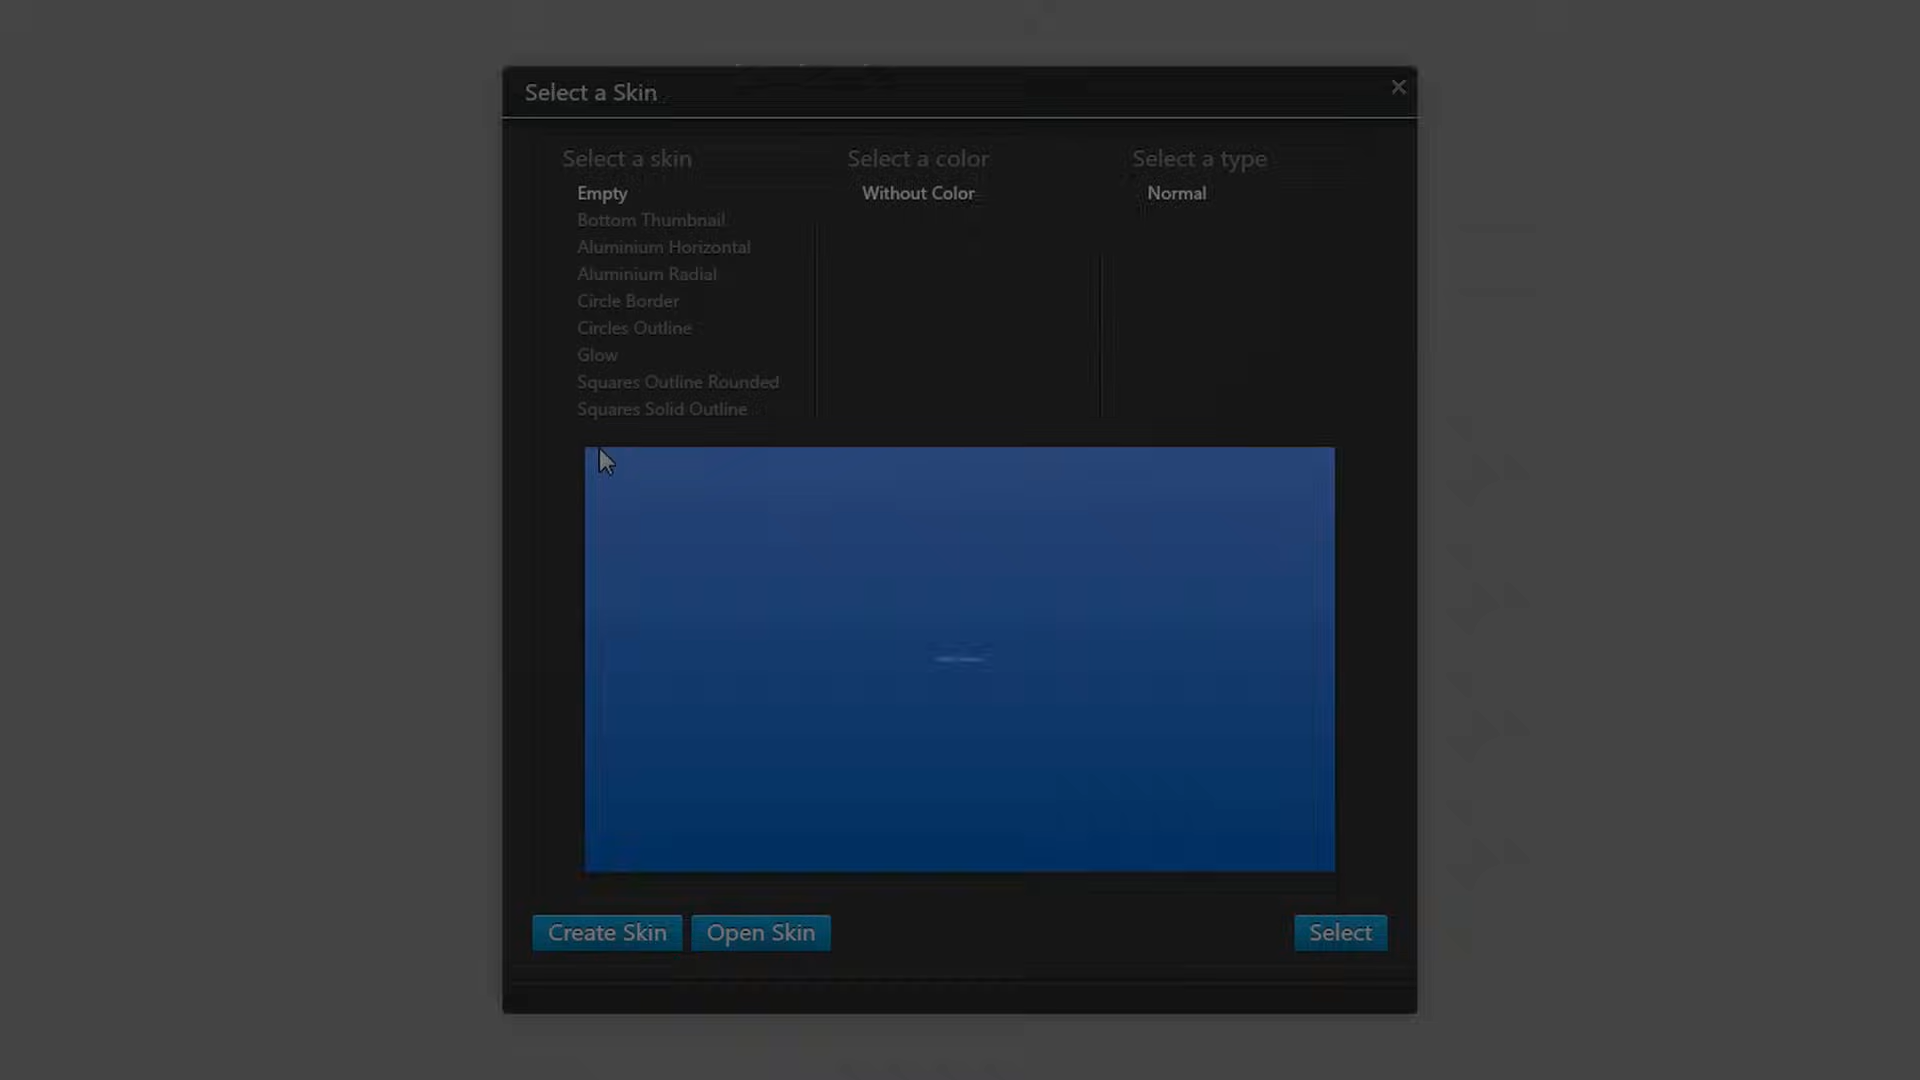 Select a Skin
Select a skin
Empty
Bottom Thumbnail
Aluminium Horizontal
Aluminium Radial
Circle Border
Circles Outline
Glow
Squares Outline Rounded
Squares Solid Outline
Select a color
Without Color
Select a type
Normal
Create Skin
Open Skin
Select